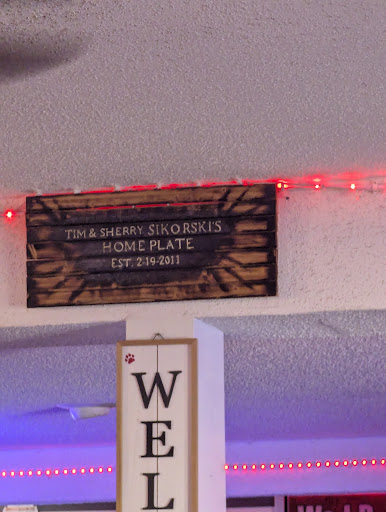 TIM & SHERRY SIKORSKI'S
HOME PLATE
EST. 2-19-2011
W
E
L